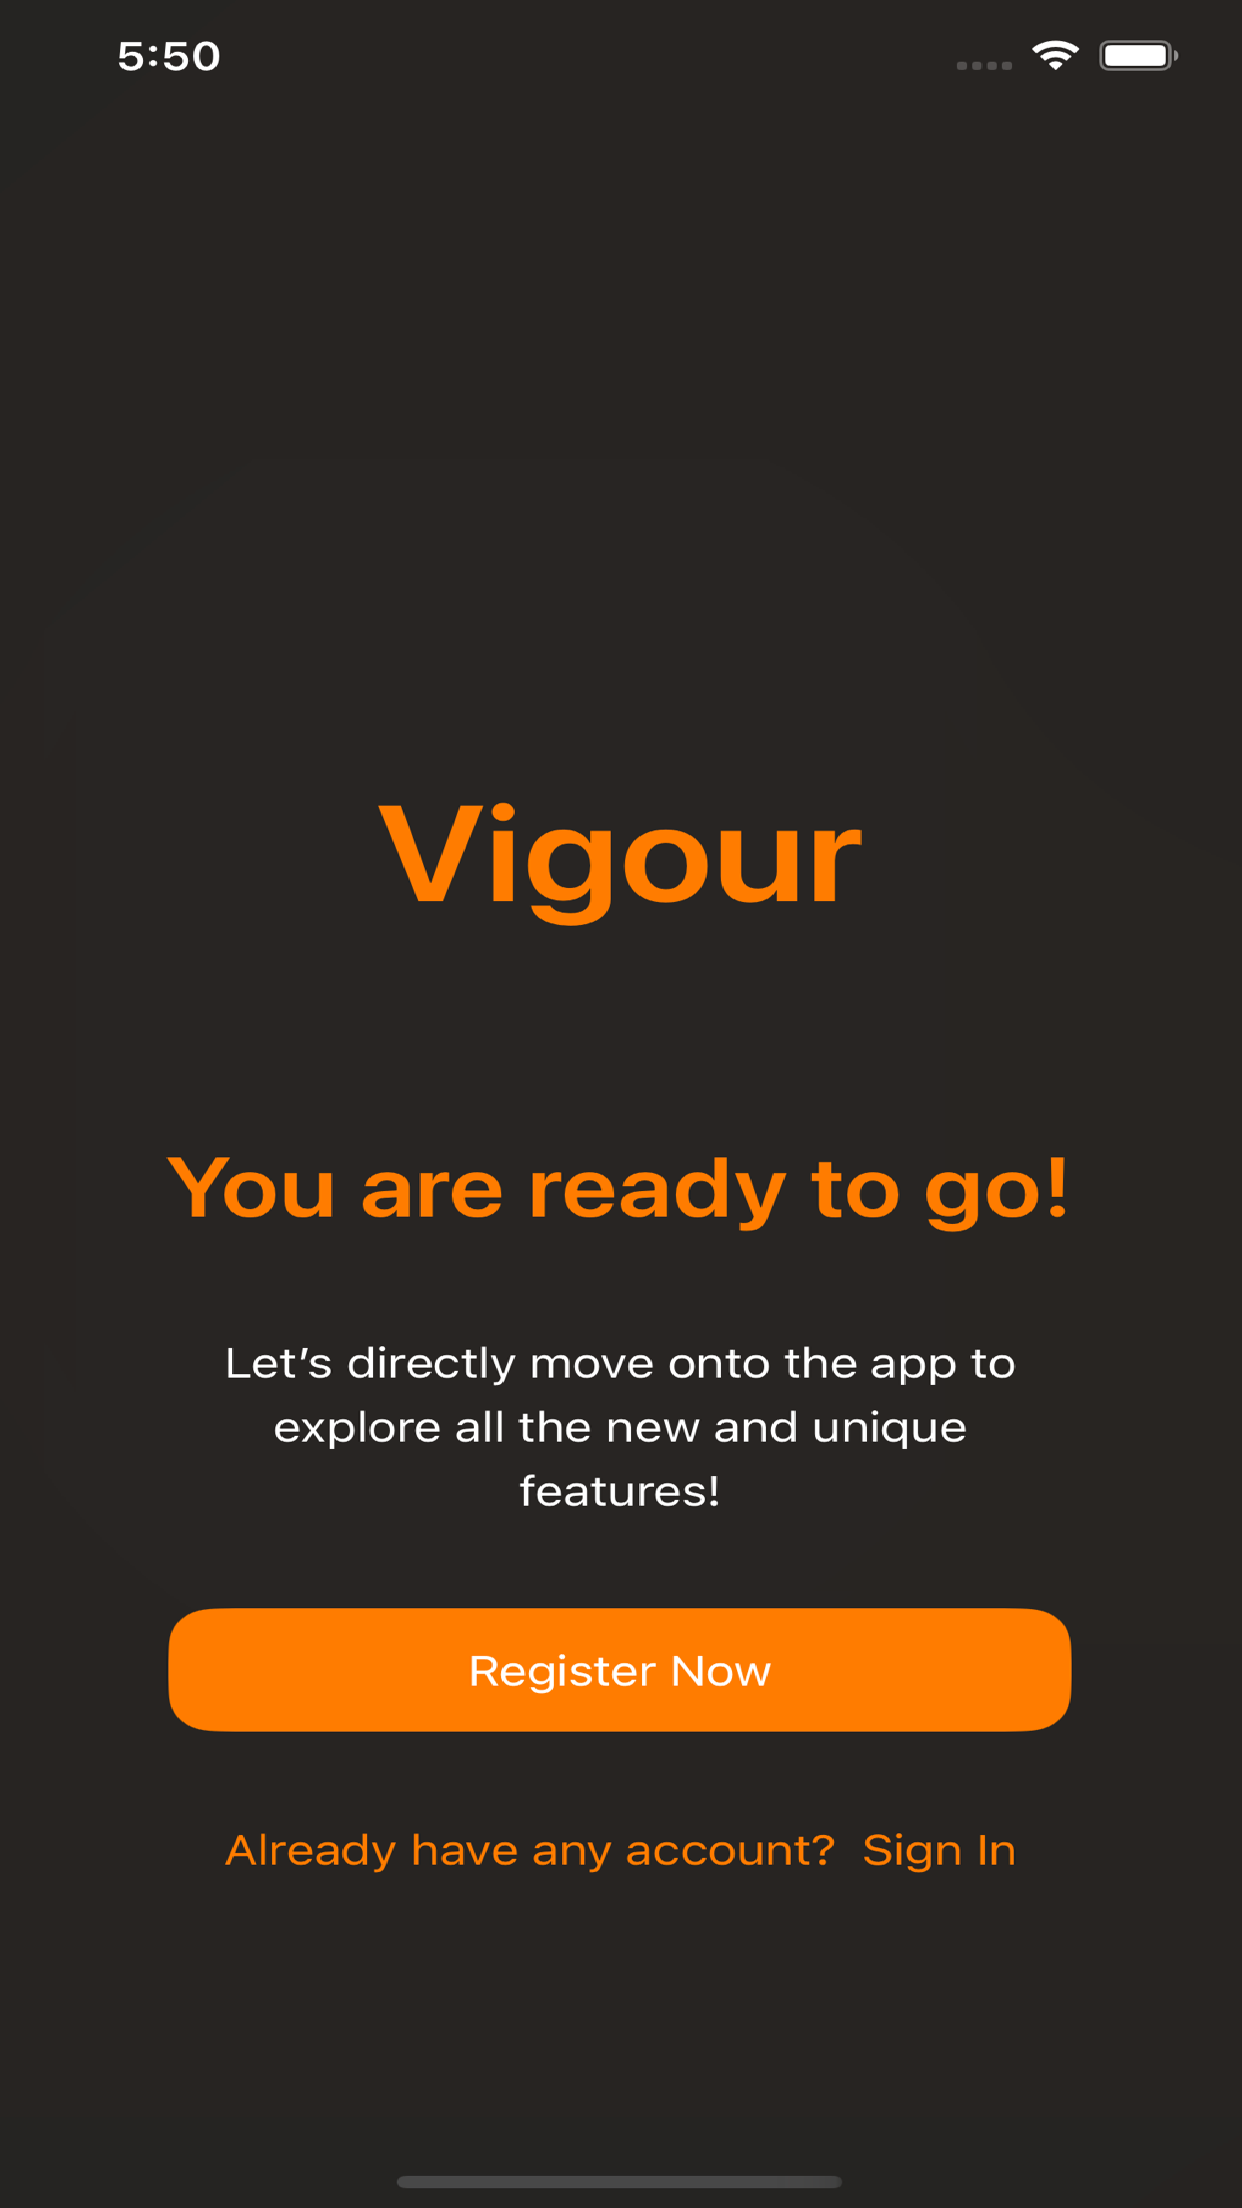 5:50
Vigour
You are ready to go!
Let's directly move onto the app to
explore all the new and unique
features!
Register Now
Already have any account? Sign In